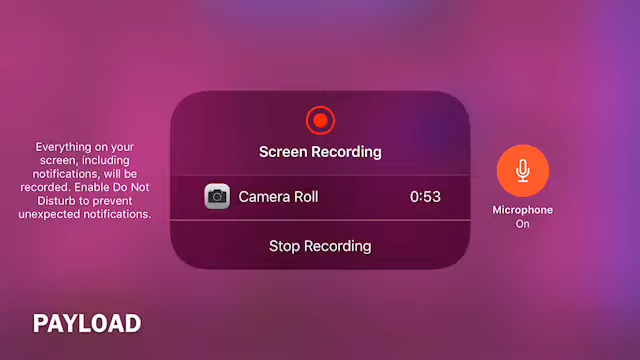 Everything on your
screen, including
notifications, will be
recorded. Enable Do Not
Disturb to prevent
unexpected notifications.
Screen Recording
Camera Roll 0:53
Stop Recording
Microphone
On
PAYLOAD